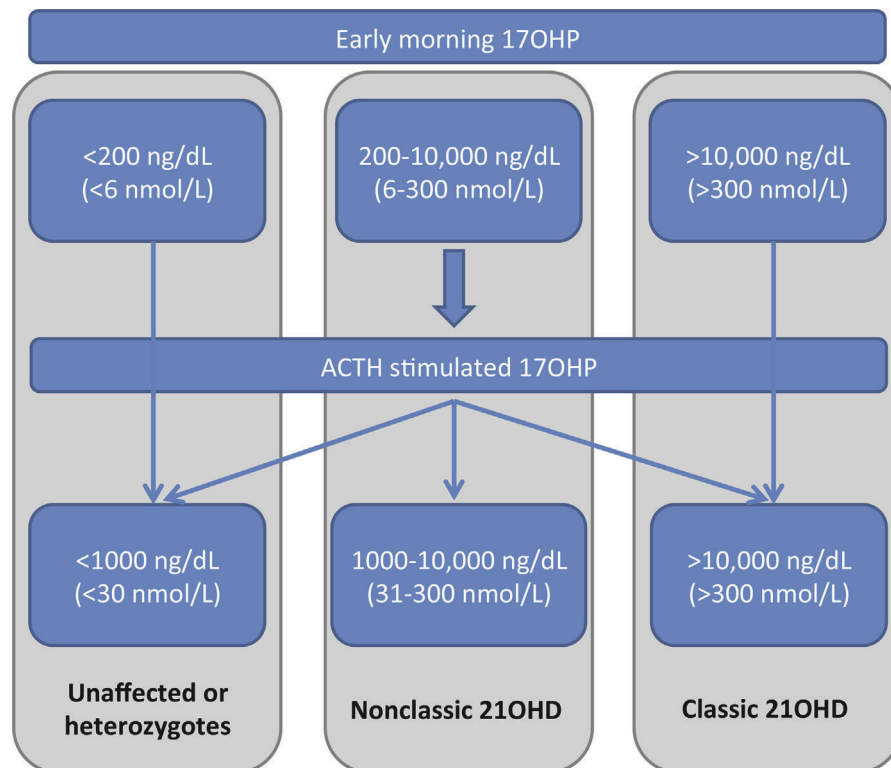 Early morning 17OHP
<200 ng/dL
(<6 nmol/L)
200-10,000 ng/dL
(6-300 nmol/L)
>10,000 ng/dL
(>300 nmol/L)
ACTH stimulated 17OHP
<1000 ng/dL
(<30 nmol/L)
1000-10,000 ng/dL
(31-300 nmol/L)
>10,000 ng/dL
(>300 nmol/L)
Unaffected or
heterozygotes
Nonclassic 21OHD
Classic 21OHD